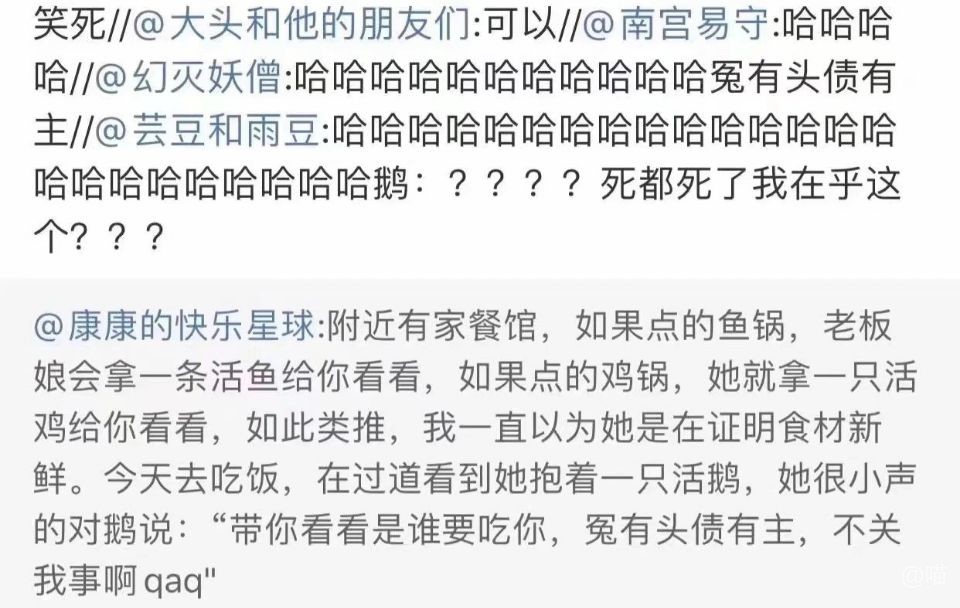 笑死//@大头和他的朋友们:可以//@南宫易守:哈哈哈
哈//@幻灭妖僧:哈哈哈哈哈哈哈哈哈哈哈冤有头债有
主//@芸豆和雨豆:哈哈哈哈哈哈哈哈哈哈哈哈哈哈哈
哈哈哈哈哈哈哈哈哈鹅：？？？？死都死了我在乎这
个？？？
@康康的快乐星球:附近有家餐馆，如果点的鱼锅，老板
娘会拿一条活鱼给你看看，如果点的鸡锅，她就拿一只活
鸡给你看看，如此类推，我一直以为她是在证明食材新
鲜。今天去吃饭，在过道看到她抱着一只活鹅，她很小声
的对鹅说：“带你看看是谁要吃你，冤有头债有主，不关
我事啊qaq"